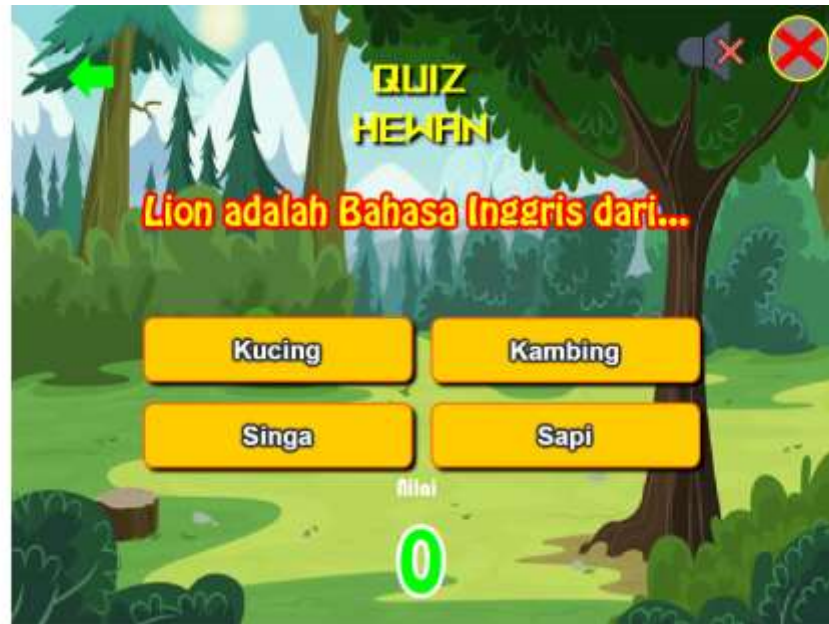 QUIZ
HEWAN
Lion adalah Bahasa Inggris dari...
Kucing
Kambing
Singa
Sapi
Nilai
0